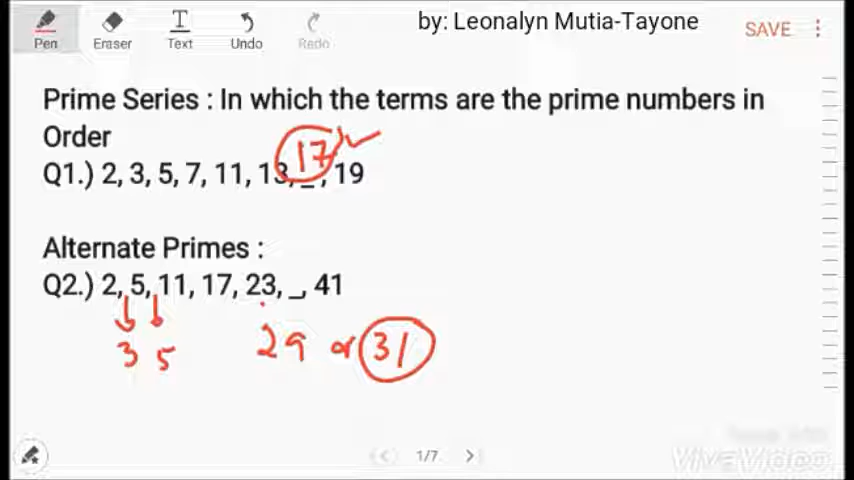 by: Leonalyn Mutia-Tayone
Pen Eraser Text Undo Redo SAVE
Prime Series : In which the terms are the prime numbers in
Order
17
Q1.) 2, 3, 5, 7, 11, 13, _ , 19
Alternate Primes :
Q2.) 2, 5, 11, 17, 23, _, 41
3 5 29 or 31
1/7
VivaVideo